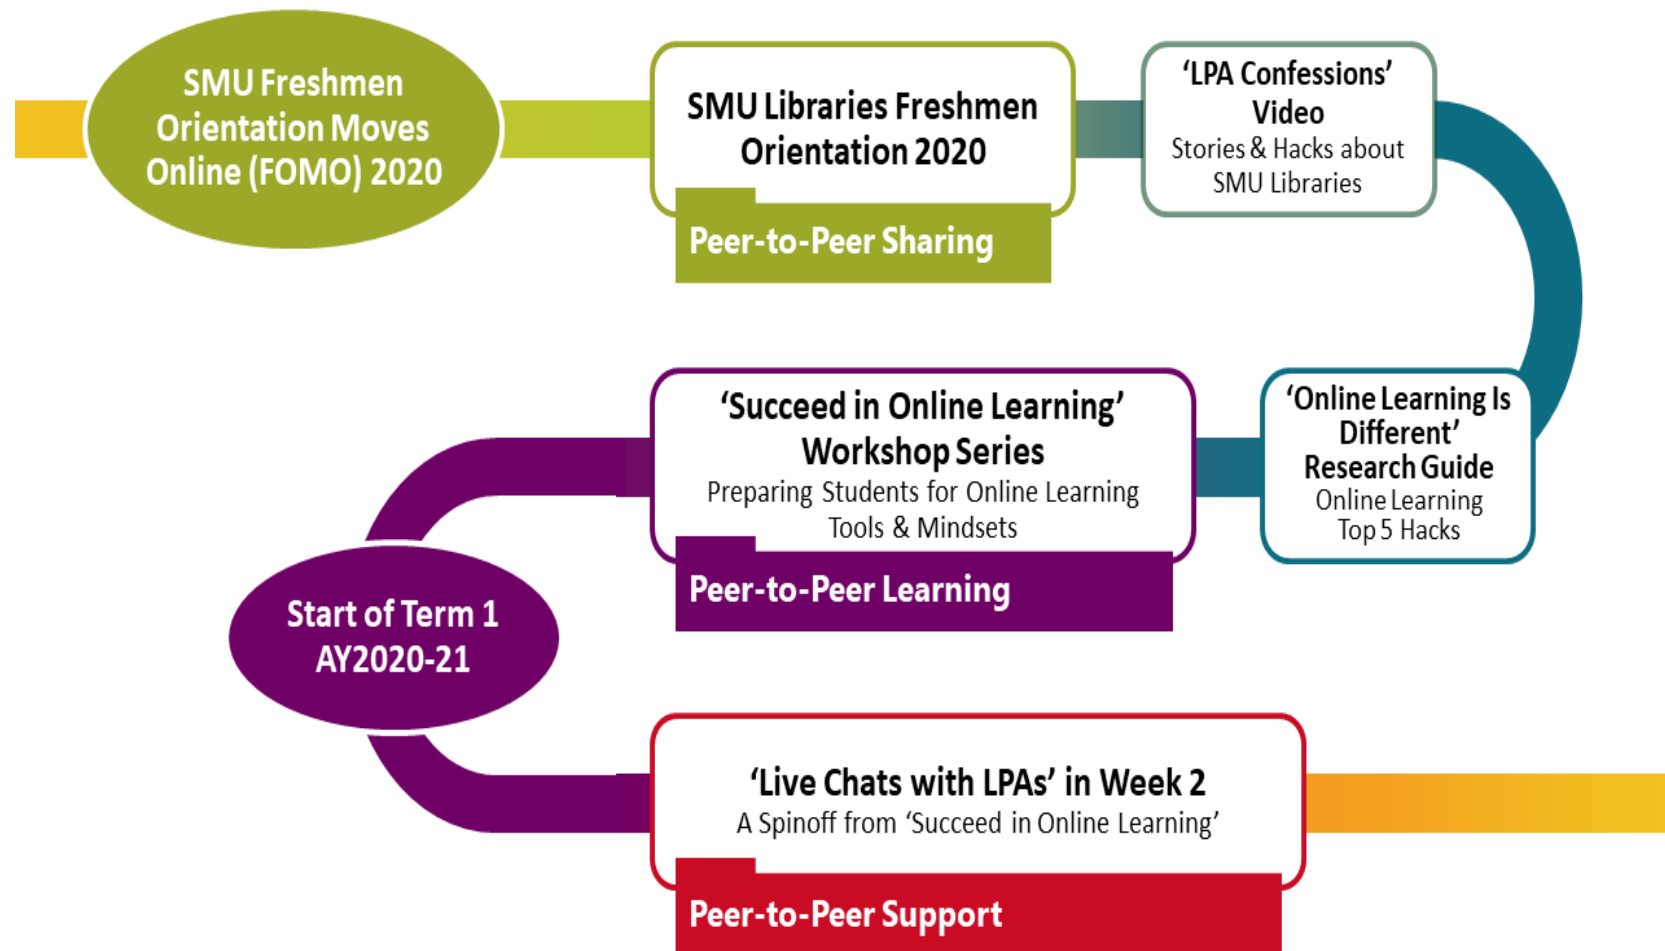 SMU Freshmen
Orientation Moves
Online (FOMO) 2020
SMU Libraries Freshmen
Orientation 2020
Peer-to-Peer Sharing
‘LPA Confessions’
Video
Stories & Hacks about
SMU Libraries
‘Online Learning Is
Different’
Research Guide
Online Learning
Top 5 Hacks
‘Succeed in Online Learning’
Workshop Series
Preparing Students for Online Learning
Tools & Mindsets
Peer-to-Peer Learning
Start of Term 1
AY2020-21
‘Live Chats with LPAs’ in Week 2
A Spinoff from ‘Succeed in Online Learning’
Peer-to-Peer Support